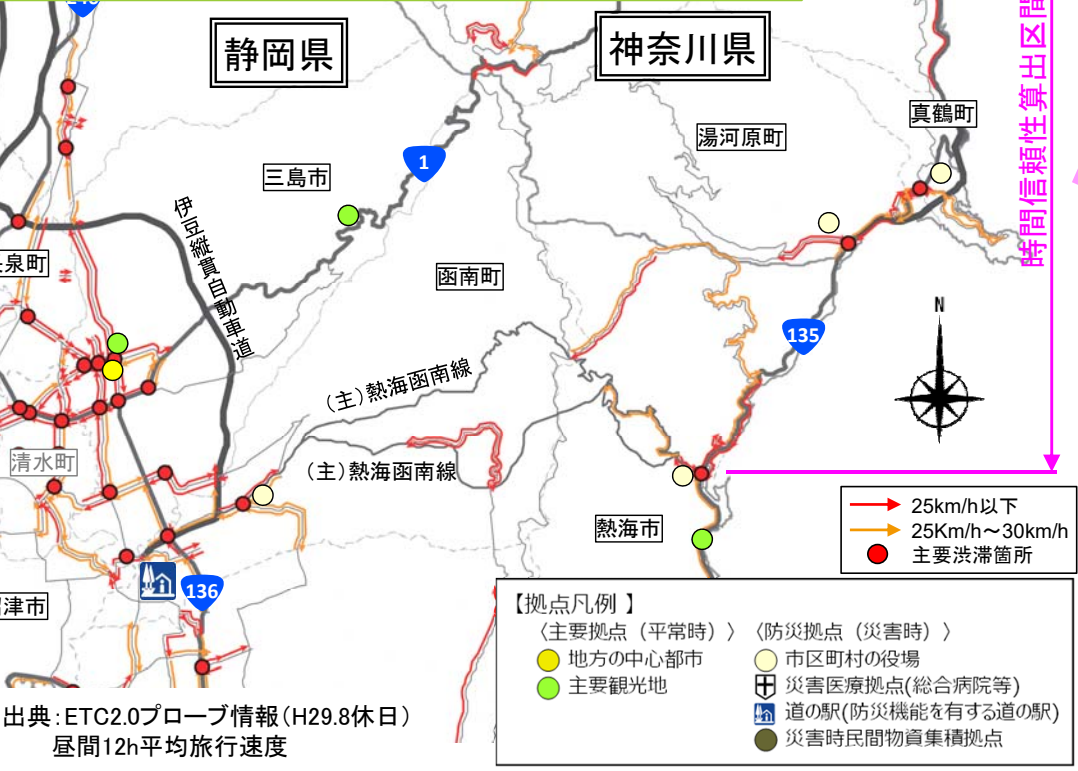 静岡県
神奈川県
時間信頼性算出区間
真鶴町
湯河原町
1
三島市
伊豆縦貫自動車道
泉町
函南町
N
135
(主)熱海函南線
(主)熱海函南線
清水町
熱海市
25km/h以下
25Km/h～30km/h
主要渋滞箇所
136
津市
【拠点凡例 】
〈主要拠点（平常時）〉
地方の中心都市
主要観光地
〈防災拠点（災害時）〉
市区町村の役場
災害医療拠点(総合病院等)
道の駅(防災機能を有する道の駅)
災害時民間物資集積拠点
出典：ETC2.0プローブ情報（H29.8休日）
昼間12h平均旅行速度